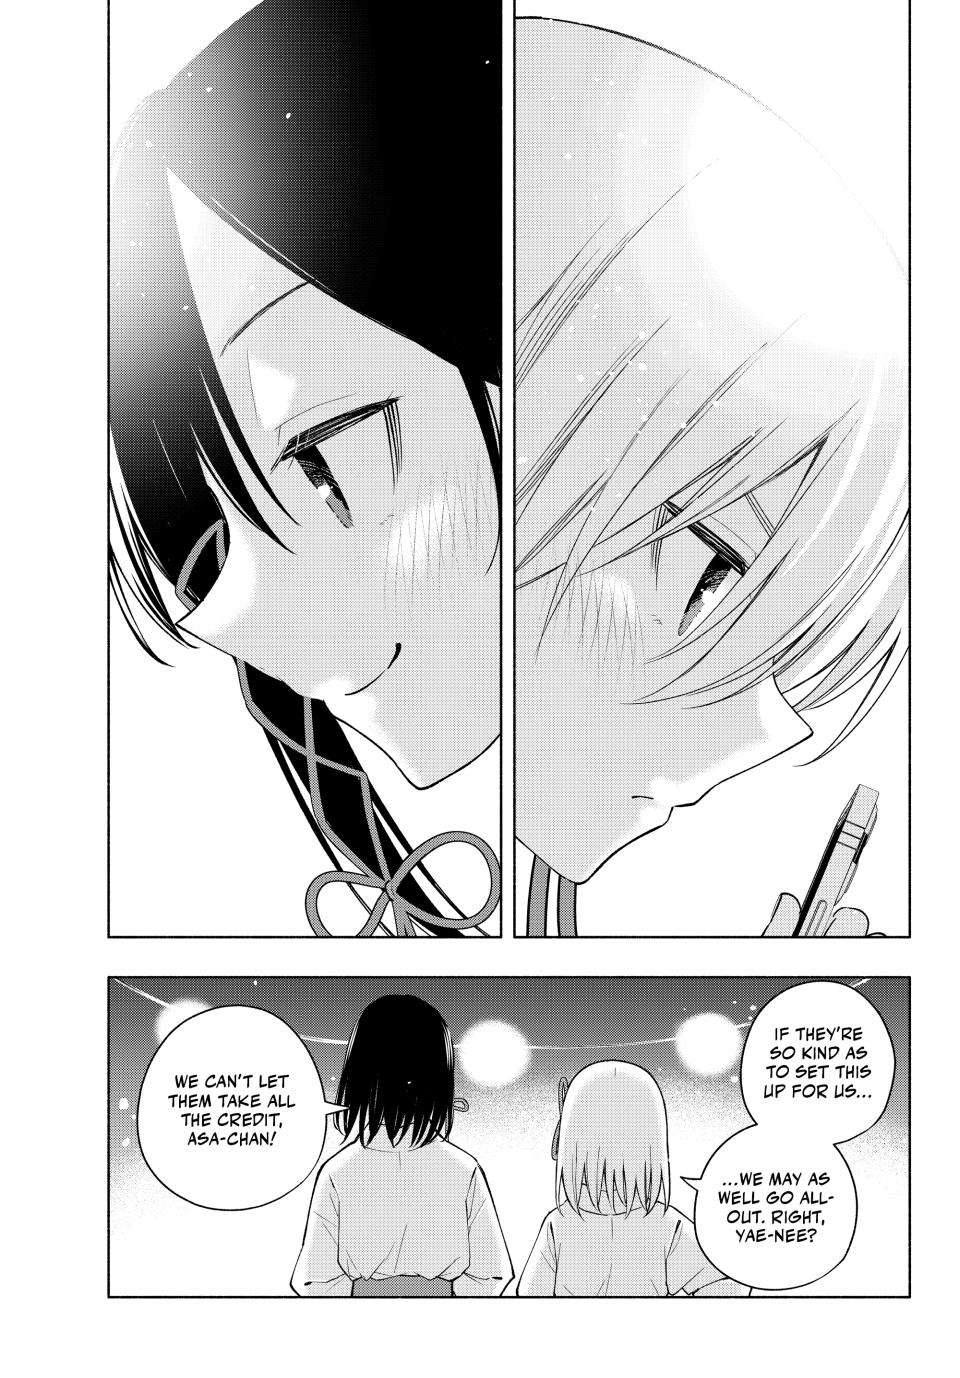 IF THEY'RE
SO KIND AS
TO SET THIS
UP FOR US...
...WE MAY AS
WELL GO ALL-
OUT. RIGHT,
YAE-NEE?
WE CAN'T LET
THEM TAKE ALL
THE CREDIT,
ASA-CHAN!